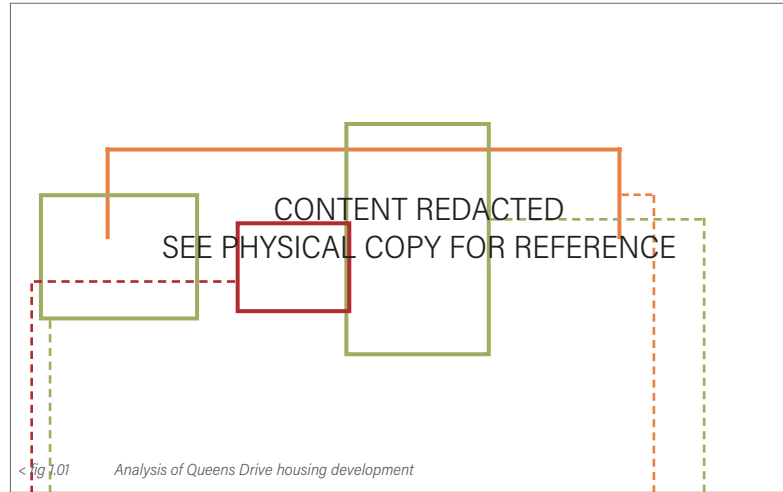 CONTENT REDACTED
SEE PHYSICAL COPY FOR REFERENCE
< fig 1.01 Analysis of Queens Drive housing development